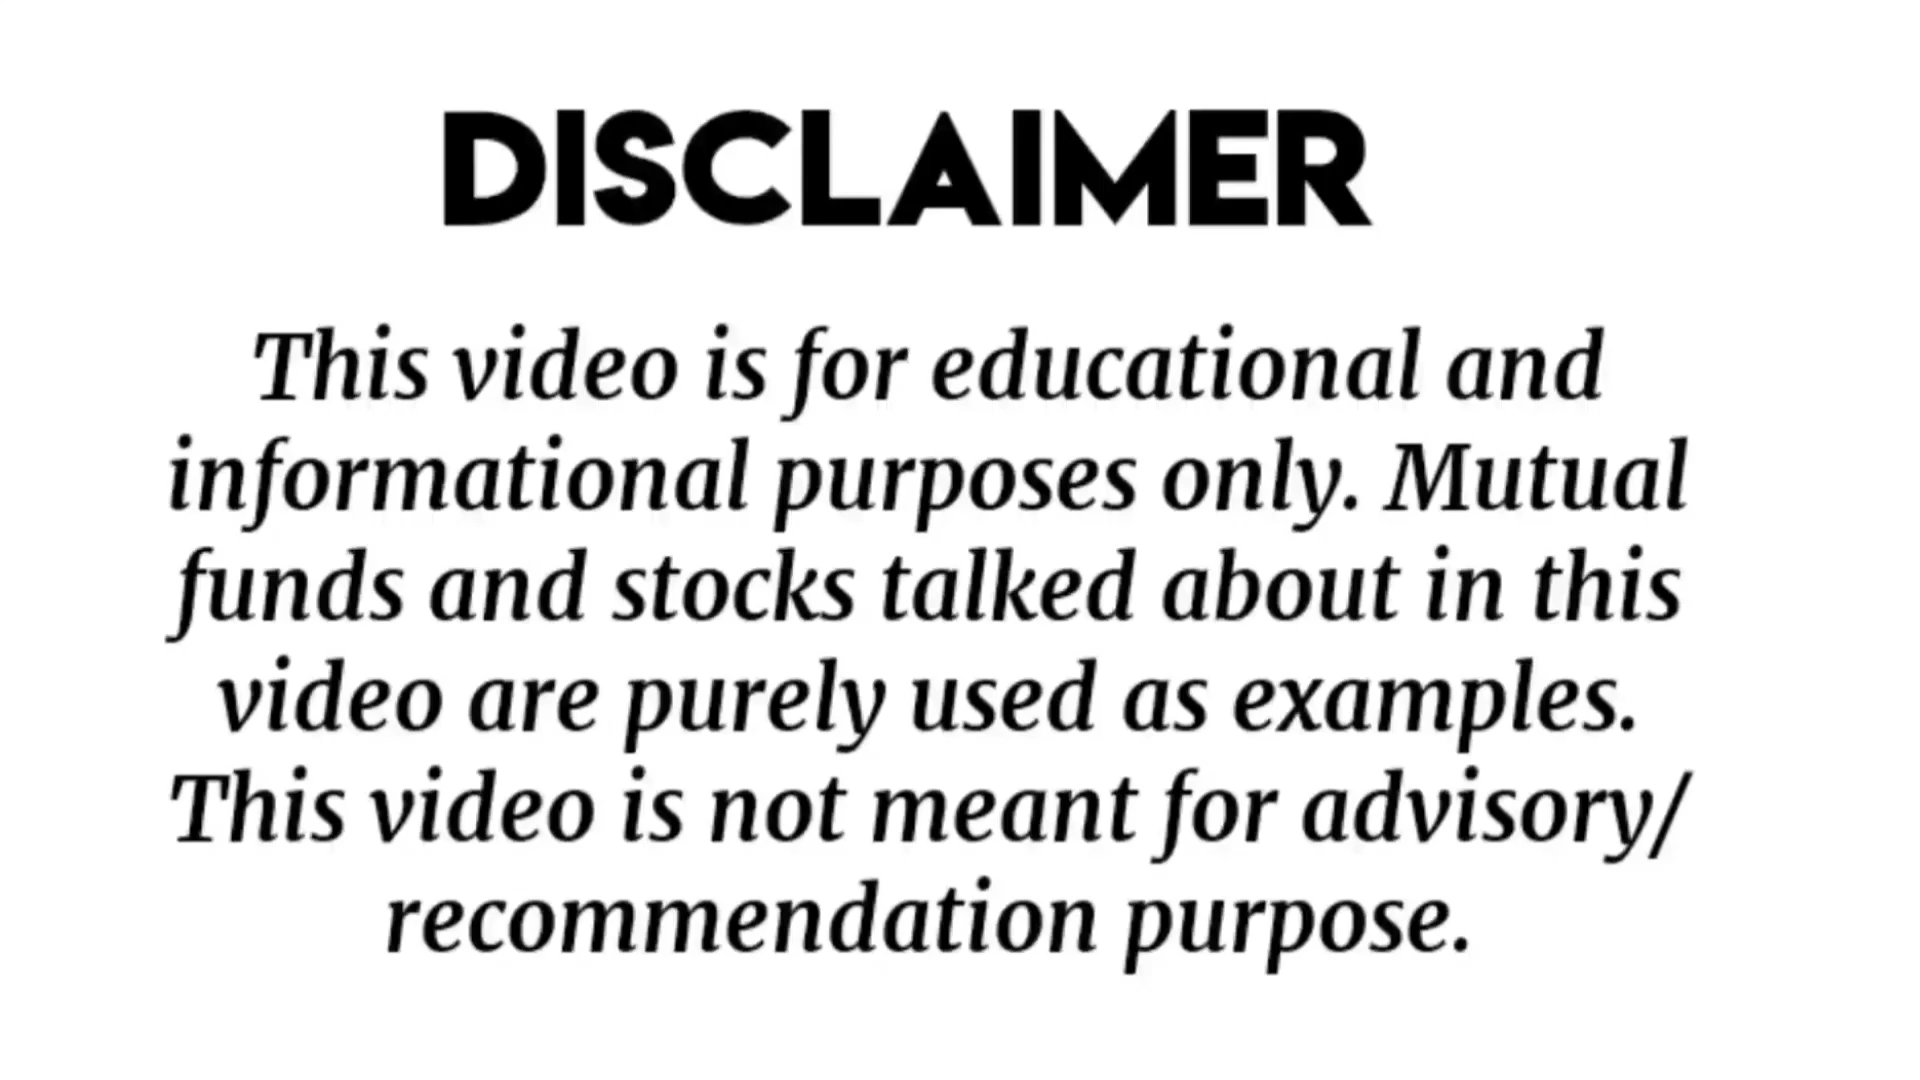 DISCLAIMER
This video is for educational and
informational purposes only. Mutual
funds and stocks talked about in this
video are purely used as examples.
This video is not meant for advisory/
recommendation purpose.